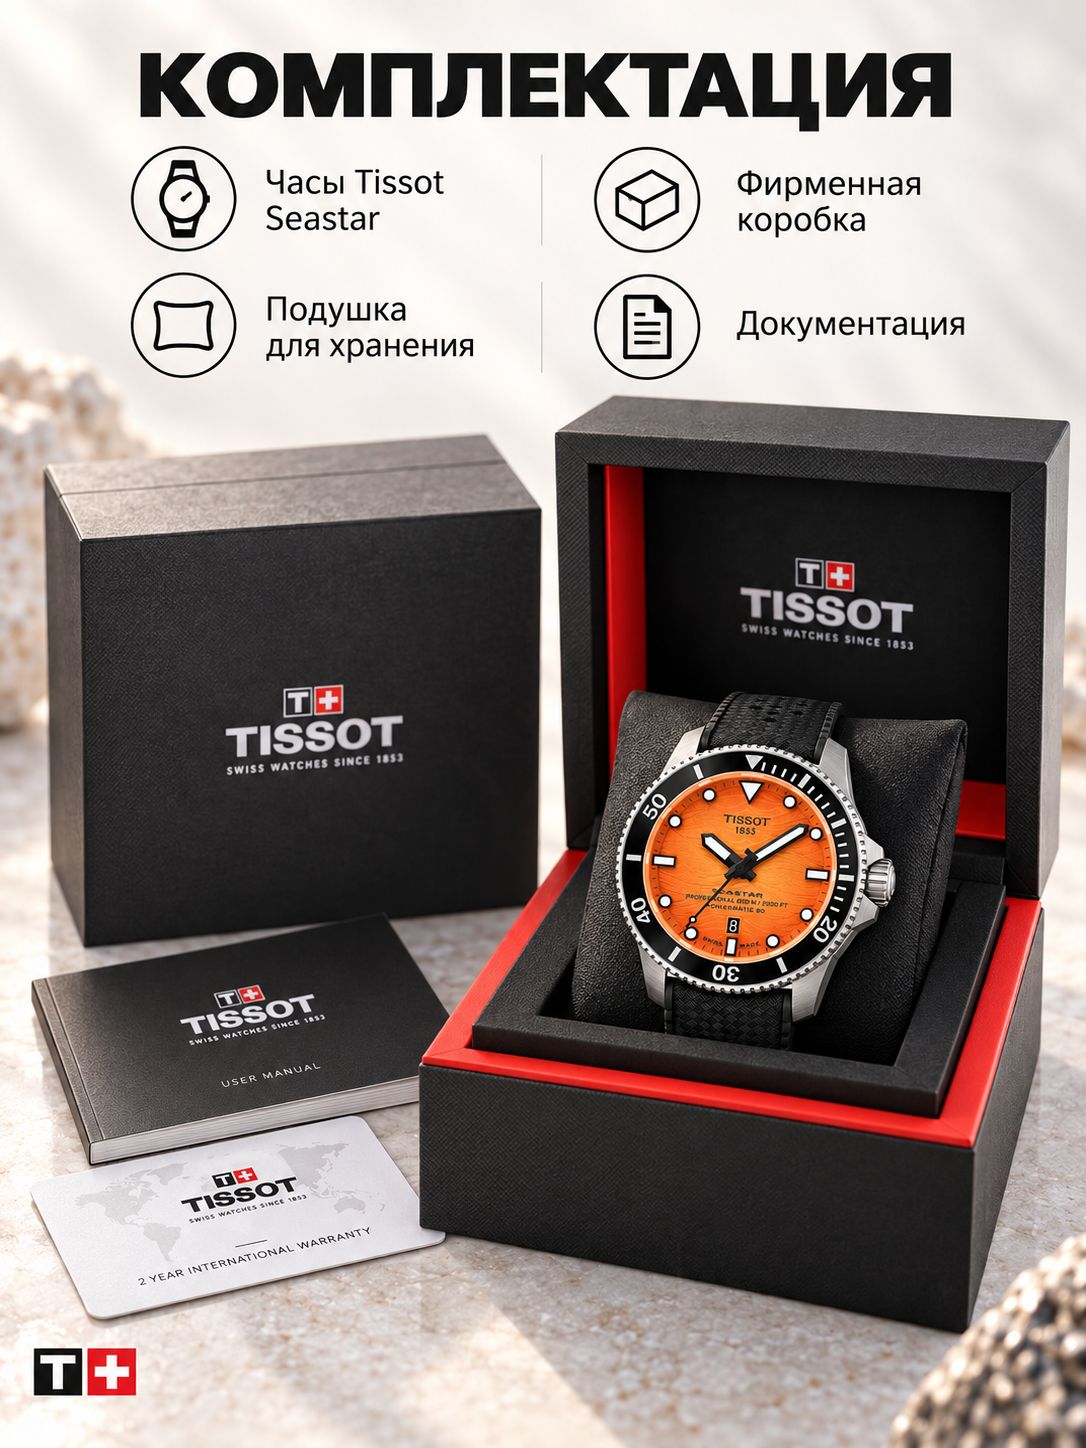 КОМПЛЕКТАЦИЯ
Часы Tissot
Seastar
Фирменная
коробка
Подушка
для хранения
Документация
T+
TISSOT
SWISS WATCHES SINCE 1853
T+
TISSOT
SWISS WATCHES SINCE 1853
50
40
30
20
TISSOT
1853
SEASTAR
8
T+
TISSOT
SWISS WATCHES SINCE 1853
USER MANUAL
T+
TISSOT
SWISS WATCHES SINCE 1853
2 YEAR INTERNATIONAL WARRANTY
T+